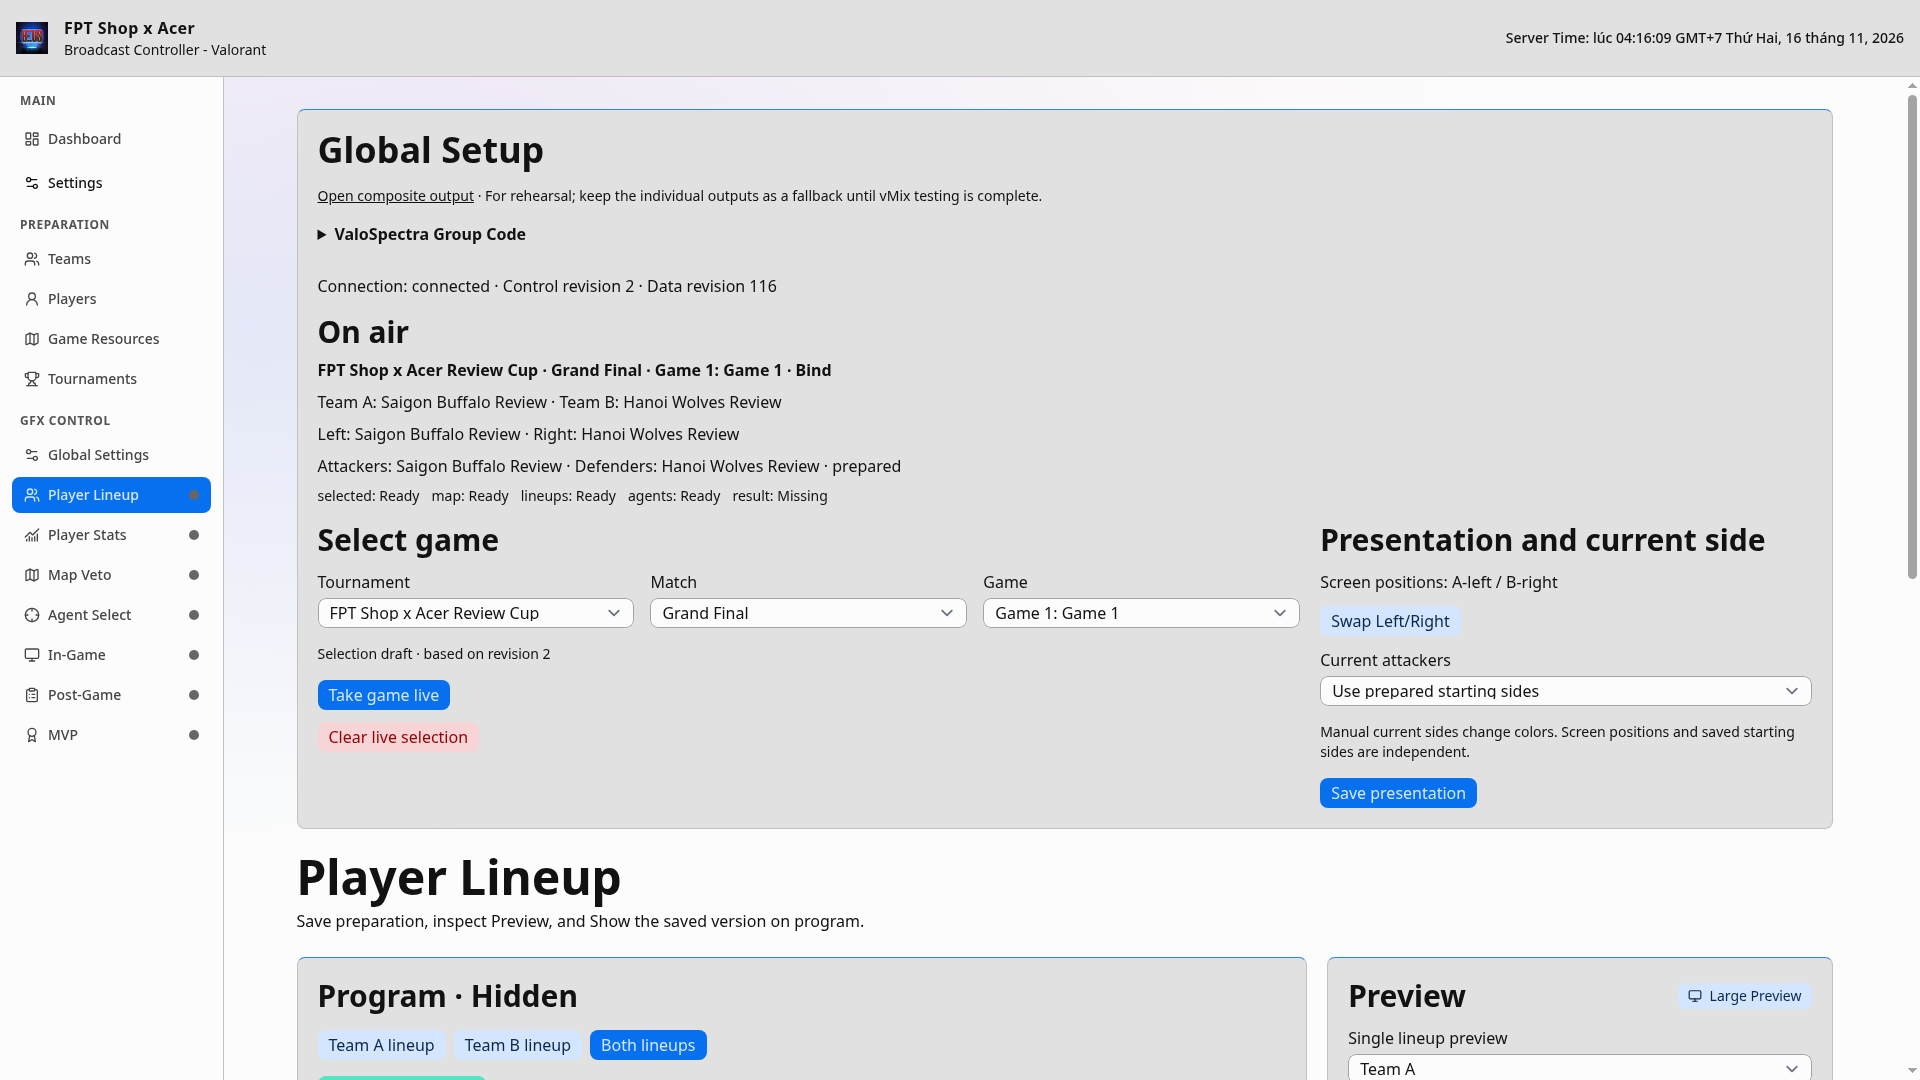 FPT Shop x Acer
Broadcast Controller - Valorant
Server Time: lúc 04:16:09 GMT+7 Thứ Hai, 16 tháng 11, 2026
MAIN
Dashboard
Settings
PREPARATION
Teams
Players
Game Resources
Tournaments
GFX CONTROL
Global Settings
Player Lineup
Player Stats
Map Veto
Agent Select
In-Game
Post-Game
MVP
Global Setup
Open composite output · For rehearsal; keep the individual outputs as a fallback until vMix testing is complete.
ValoSpectra Group Code
Connection: connected · Control revision 2 · Data revision 116
On air
FPT Shop x Acer Review Cup · Grand Final · Game 1: Game 1 · Bind
Team A: Saigon Buffalo Review · Team B: Hanoi Wolves Review
Left: Saigon Buffalo Review · Right: Hanoi Wolves Review
Attackers: Saigon Buffalo Review · Defenders: Hanoi Wolves Review · prepared
selected: Ready map: Ready lineups: Ready agents: Ready result: Missing
Select game
Tournament Match Game
FPT Shop x Acer Review Cup Grand Final Game 1: Game 1
Selection draft · based on revision 2
Take game live
Clear live selection
Presentation and current side
Screen positions: A-left / B-right
Swap Left/Right
Current attackers
Use prepared starting sides
Manual current sides change colors. Screen positions and saved starting
sides are independent.
Save presentation
Player Lineup
Save preparation, inspect Preview, and Show the saved version on program.
Program · Hidden
Team A lineup Team B lineup Both lineups
Preview
Large Preview
Single lineup preview
Team A